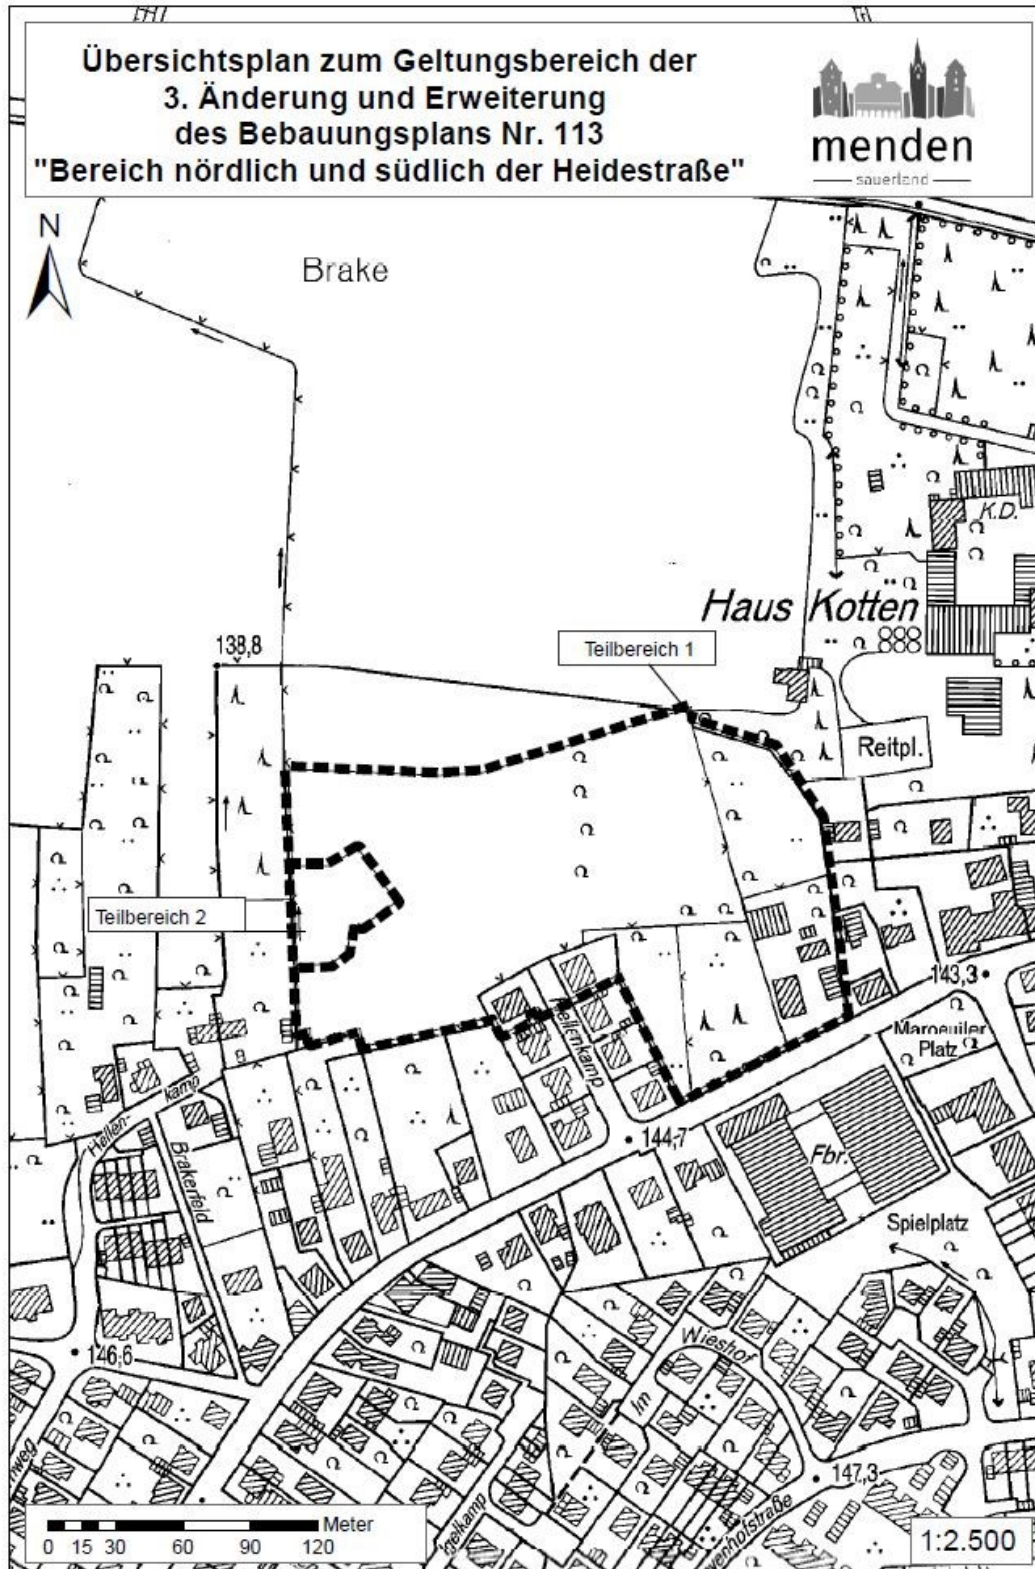 Übersichtsplan zum Geltungsbereich der
3. Änderung und Erweiterung
des Bebauungsplans Nr. 113
"Bereich nördlich und südlich der Heidestraße"
menden
sauerland
N
Brake
K.D.
Haus Kotten
138,8
Teilbereich 1
Reitpl.
Teilbereich 2
143,3
Maroeuiler
Platz
Hellenkamp
144,7
Fbr.
Hellen-
kamp
Brakerfeld
Spielplatz
146,6
Im
Wieshof
147,3
Meter
0 15 30 60 90 120
1:2.500